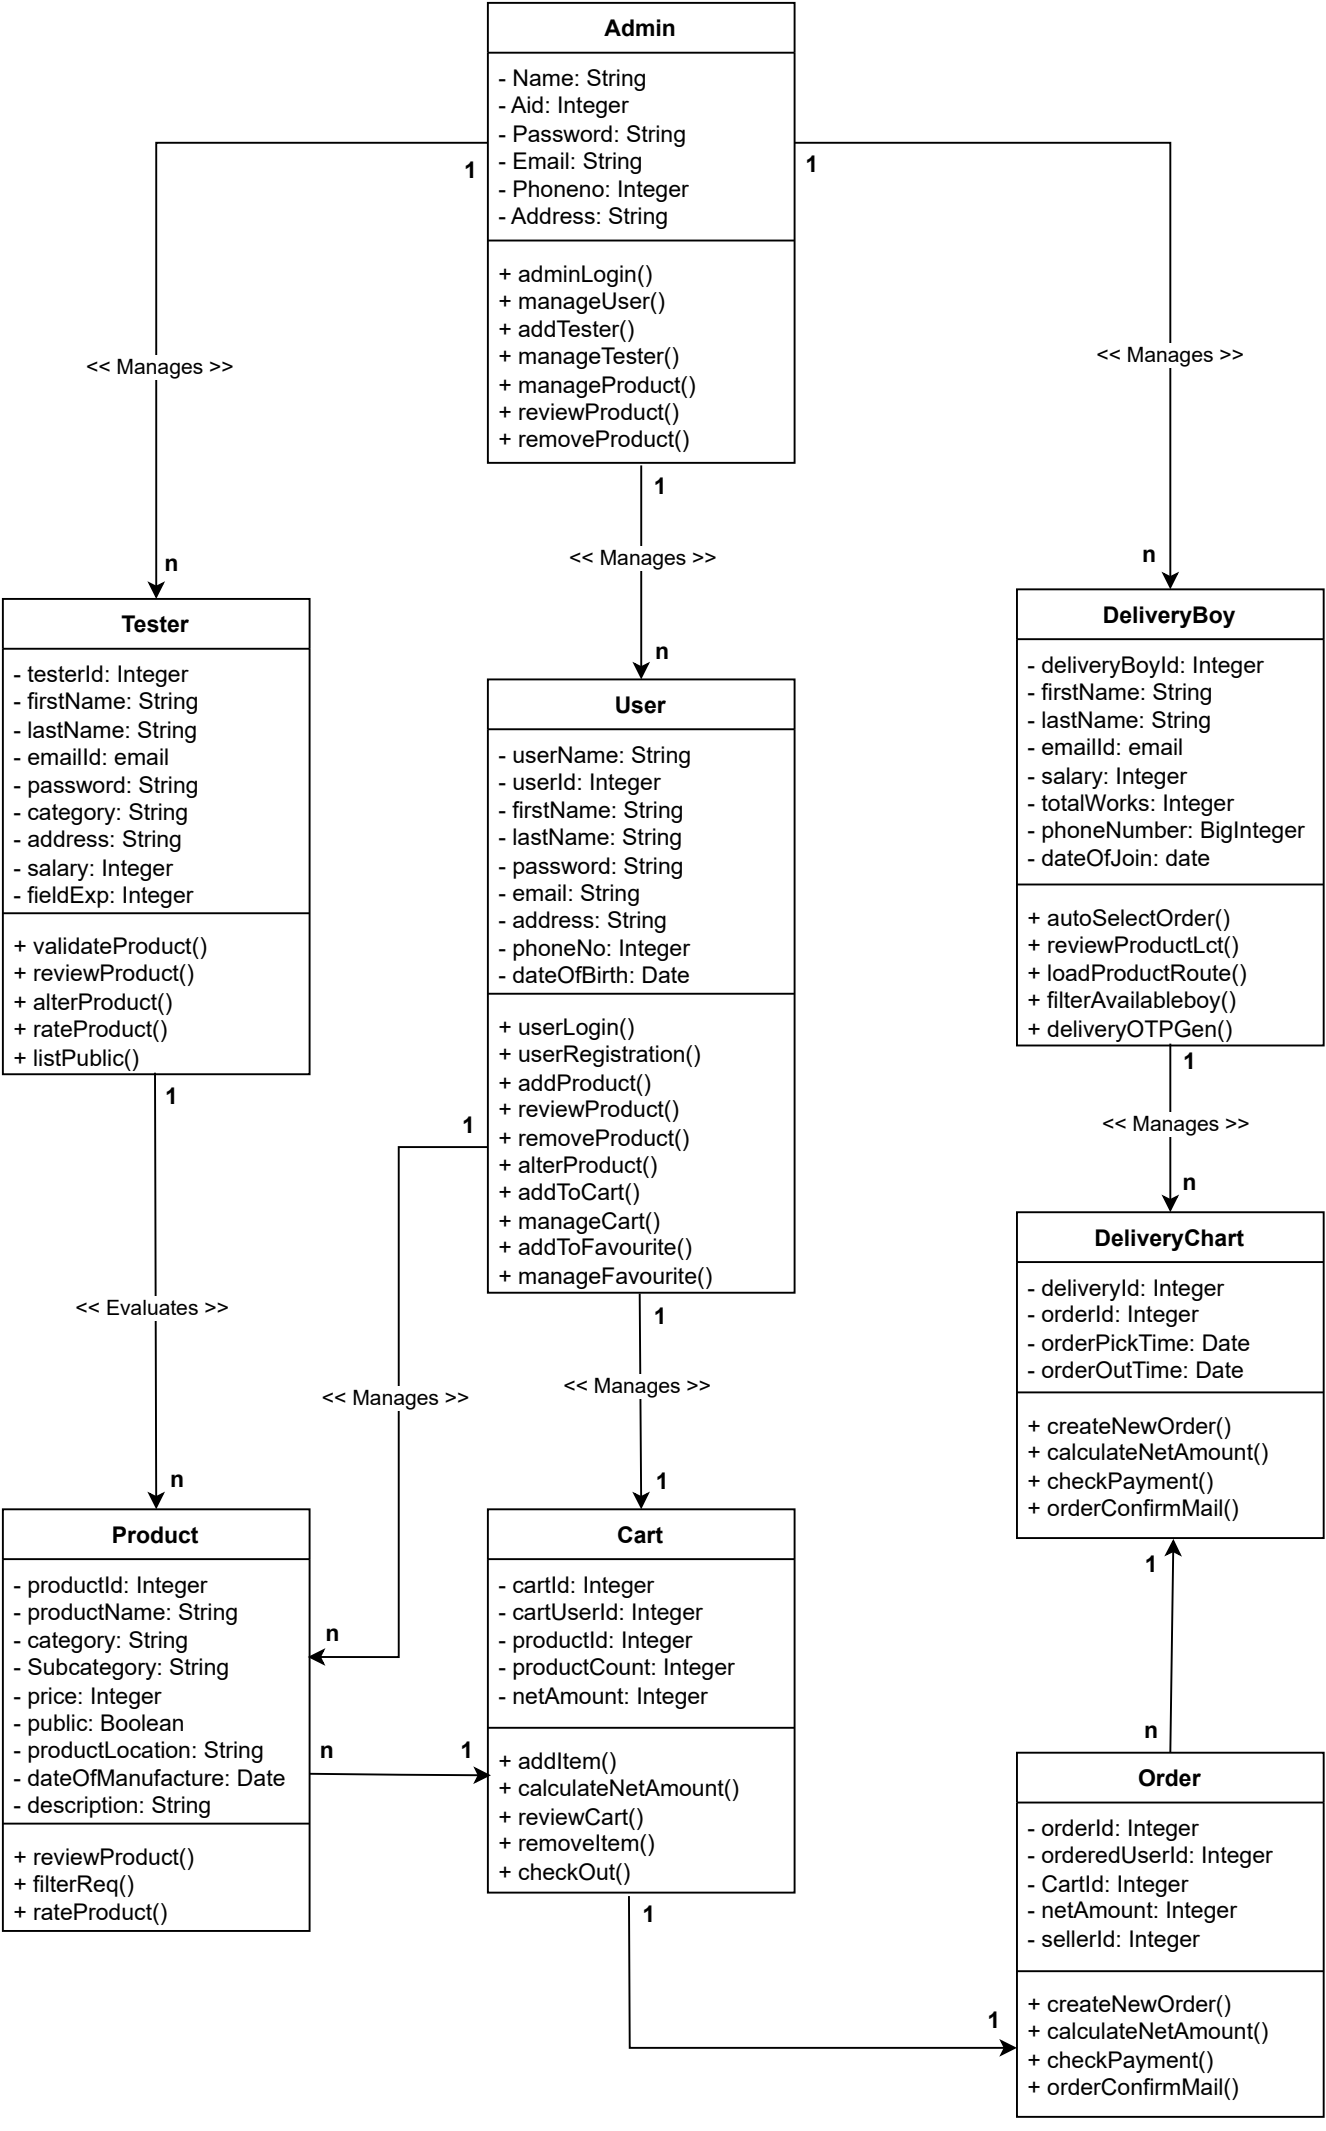 Admin
- Name: String
- Aid: Integer
- Password: String
- Email: String
- Phoneno: Integer
- Address: String
+ adminLogin()
+ manageUser()
+ addTester()
+ manageTester()
+ manageProduct()
+ reviewProduct()
+ removeProduct()
1
1
1
<< Manages >>
<< Manages >>
<< Manages >>
n
n
n
Tester
- testerId: Integer
- firstName: String
- lastName: String
- emailId: email
- password: String
- category: String
- address: String
- salary: Integer
- fieldExp: Integer
+ validateProduct()
+ reviewProduct()
+ alterProduct()
+ rateProduct()
+ listPublic()
1
<< Evaluates >>
n
User
- userName: String
- userId: Integer
- firstName: String
- lastName: String
- password: String
- email: String
- address: String
- phoneNo: Integer
- dateOfBirth: Date
+ userLogin()
+ userRegistration()
+ addProduct()
+ reviewProduct()
+ removeProduct()
+ alterProduct()
+ addToCart()
+ manageCart()
+ addToFavourite()
+ manageFavourite()
1
<< Manages >>
n
1
<< Manages >>
1
DeliveryBoy
- deliveryBoyId: Integer
- firstName: String
- lastName: String
- emailId: email
- salary: Integer
- totalWorks: Integer
- phoneNumber: BigInteger
- dateOfJoin: date
+ autoSelectOrder()
+ reviewProductLct()
+ loadProductRoute()
+ filterAvailableboy()
+ deliveryOTPGen()
1
<< Manages >>
n
DeliveryChart
- deliveryId: Integer
- orderId: Integer
- orderPickTime: Date
- orderOutTime: Date
+ createNewOrder()
+ calculateNetAmount()
+ checkPayment()
+ orderConfirmMail()
1
n
Product
- productId: Integer
- productName: String
- category: String
- Subcategory: String
- price: Integer
- public: Boolean
- productLocation: String
- dateOfManufacture: Date
- description: String
+ reviewProduct()
+ filterReq()
+ rateProduct()
n
1
Cart
- cartId: Integer
- cartUserId: Integer
- productId: Integer
- productCount: Integer
- netAmount: Integer
+ addItem()
+ calculateNetAmount()
+ reviewCart()
+ removeItem()
+ checkOut()
1
1
Order
- orderId: Integer
- orderedUserId: Integer
- CartId: Integer
- netAmount: Integer
- sellerId: Integer
+ createNewOrder()
+ calculateNetAmount()
+ checkPayment()
+ orderConfirmMail()